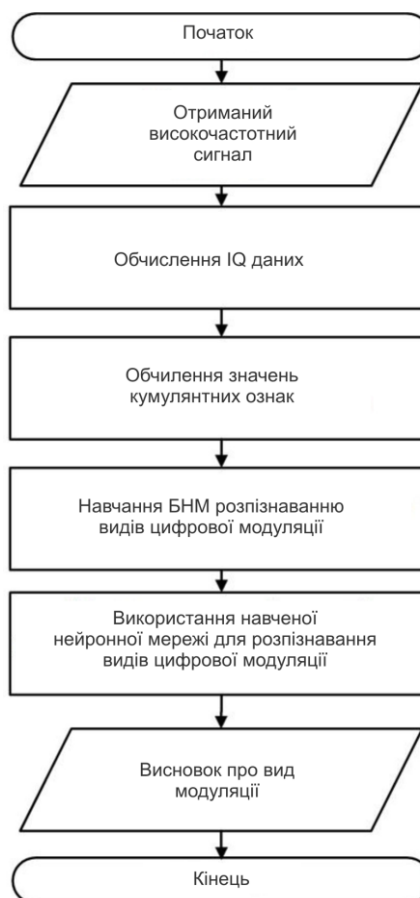 Початок
Отриманий
високочастотний
сигнал
Обчислення IQ даних
Обчилення значень
кумулянтних ознак
Навчання БНМ розпізнаванню
видів цифрової модуляції
Використання навченої
нейронної мережі для розпізнавання
видів цифрової модуляції
Висновок про вид
модуляції
Кінець